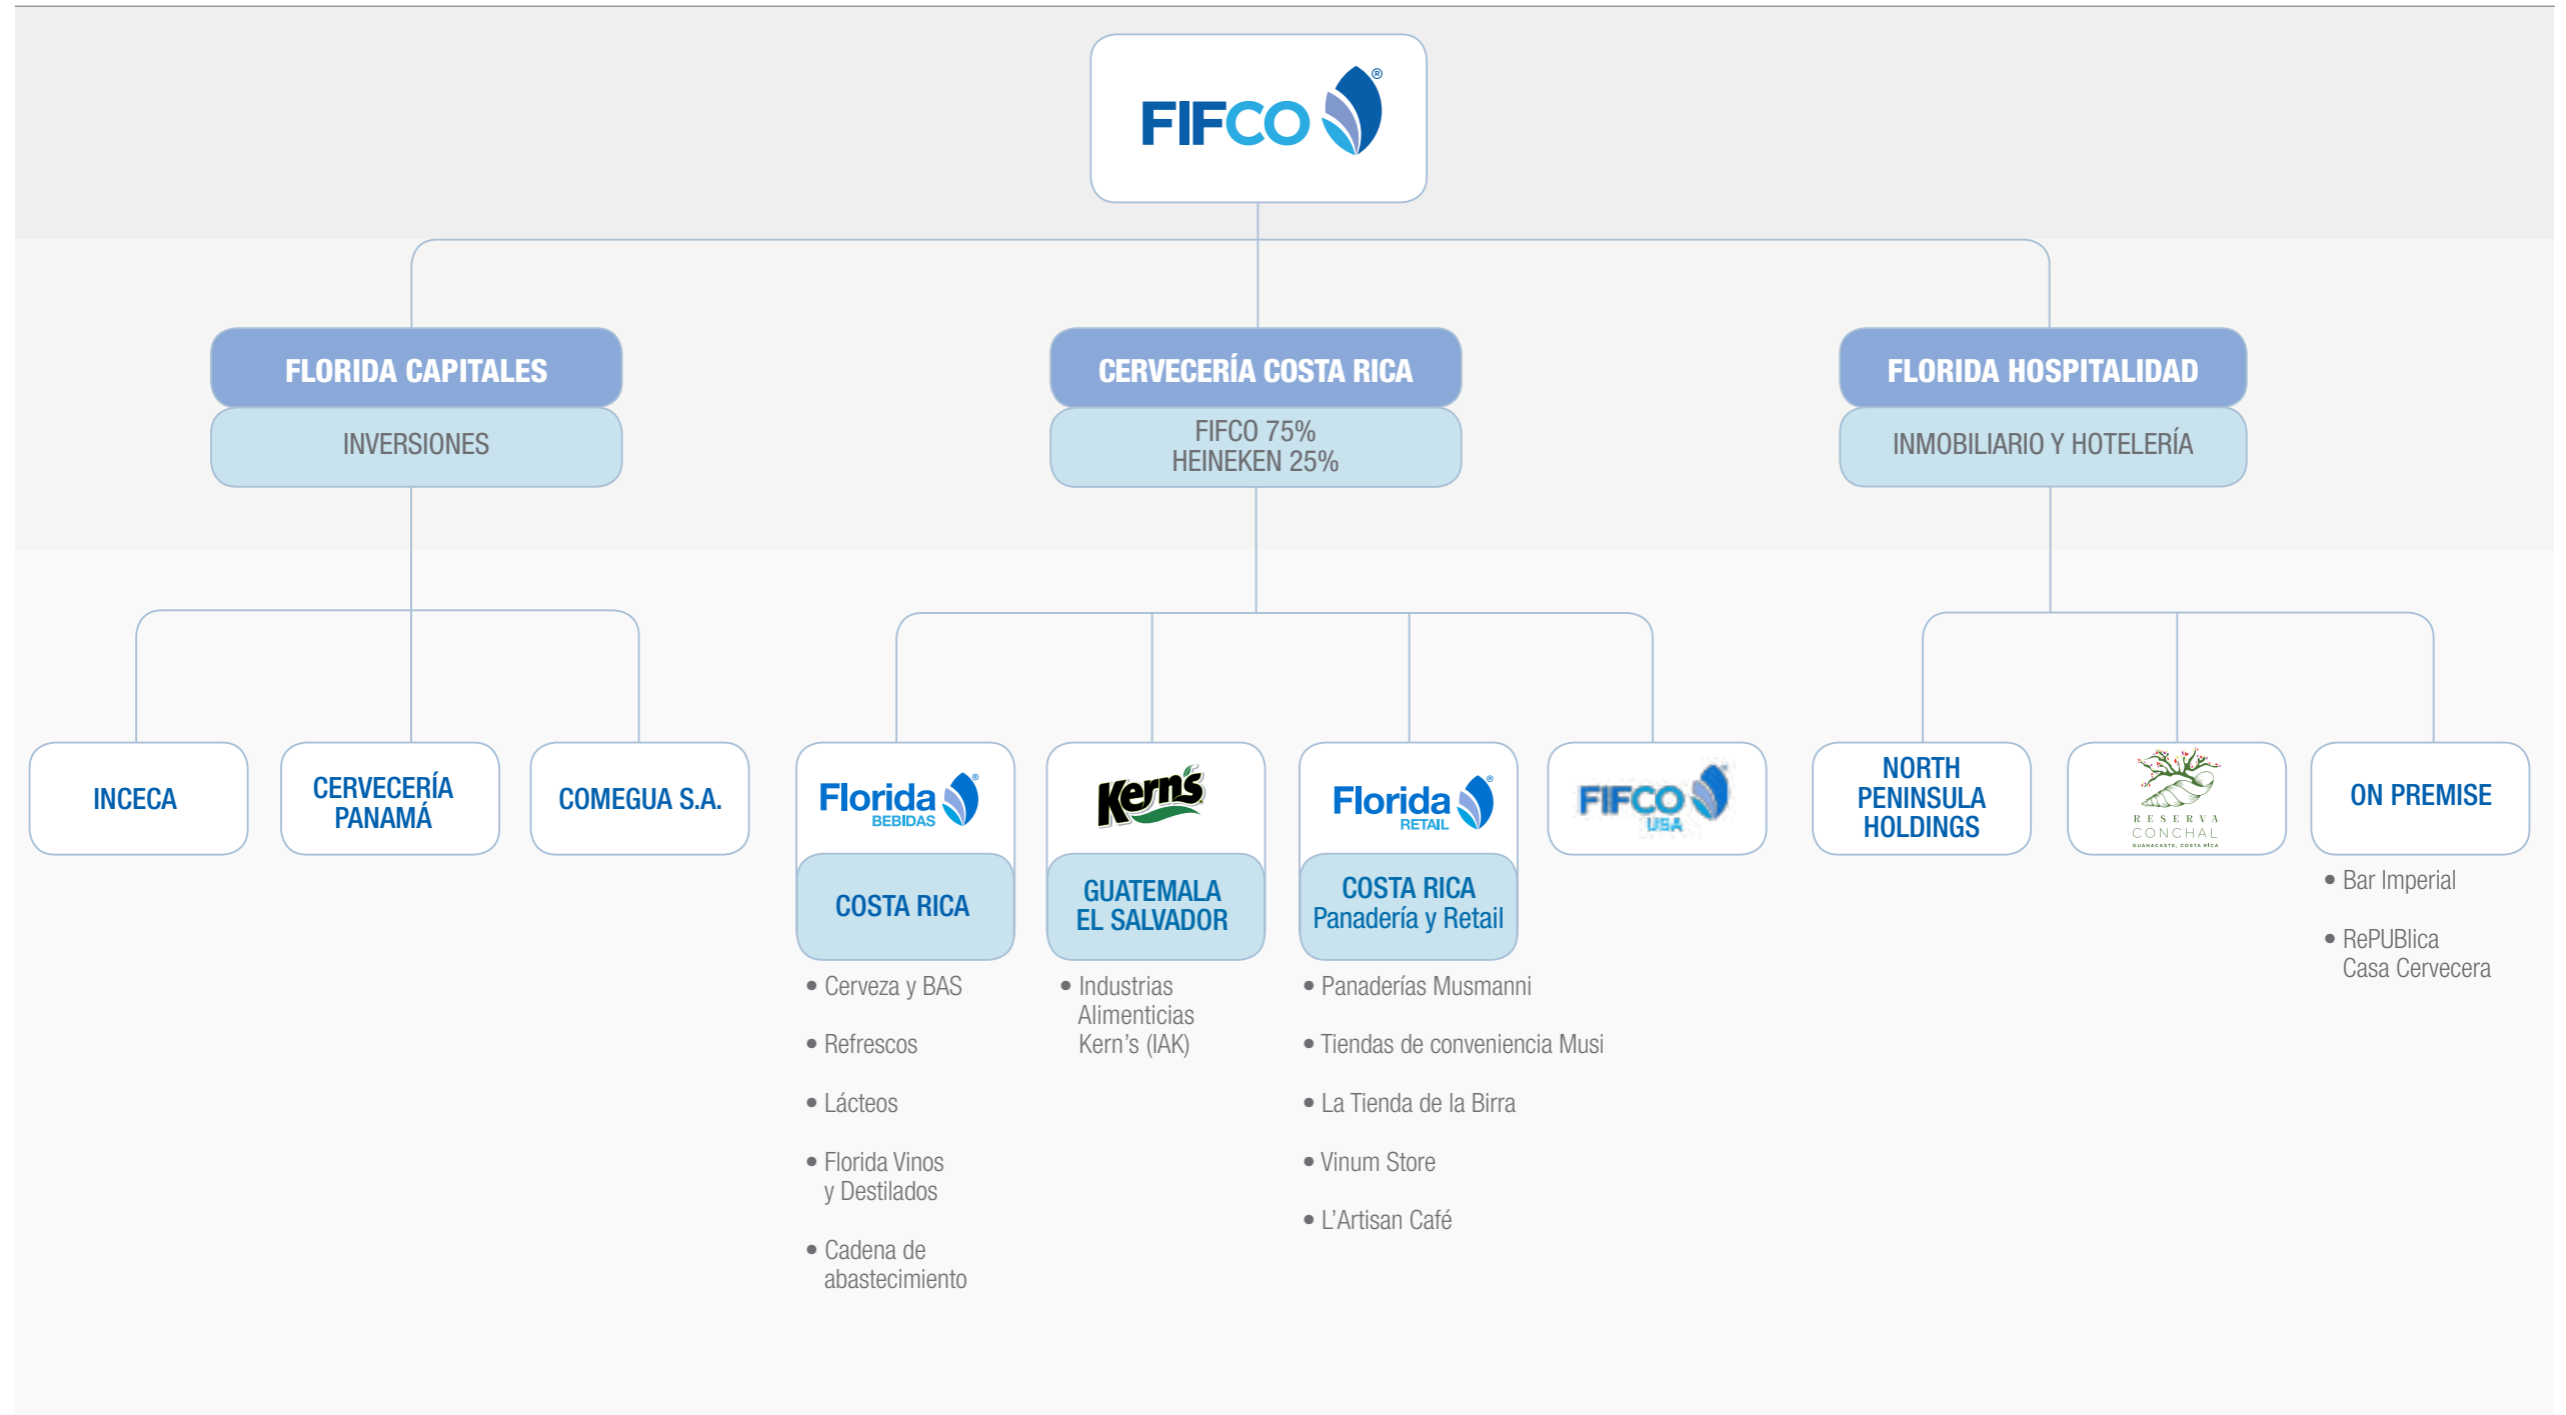 FIFCO ®
FLORIDA CAPITALES
INVERSIONES
CERVECERÍA COSTA RICA
FIFCO 75%
HEINEKEN 25%
FLORIDA HOSPITALIDAD
INMOBILIARIO Y HOTELERÍA
INCECA
CERVECERÍA
PANAMÁ
COMEGUA S.A.
Florida ®
BEBIDAS
COSTA RICA
• Cerveza y BAS
• Refrescos
• Lácteos
• Florida Vinos
y Destilados
• Cadena de
abastecimiento
Kern's
GUATEMALA
EL SALVADOR
• Industrias
Alimenticias
Kern’s (IAK)
Florida ®
RETAIL
COSTA RICA
Panadería y Retail
• Panaderías Musmanni
• Tiendas de conveniencia Musi
• La Tienda de la Birra
• Vinum Store
• L’Artisan Café
FIFCO
USA
NORTH
PENINSULA
HOLDINGS
RESERVA
CONCHAL
GUANACASTE, COSTA RICA
ON PREMISE
• Bar Imperial
• RePUBlica
Casa Cervecera